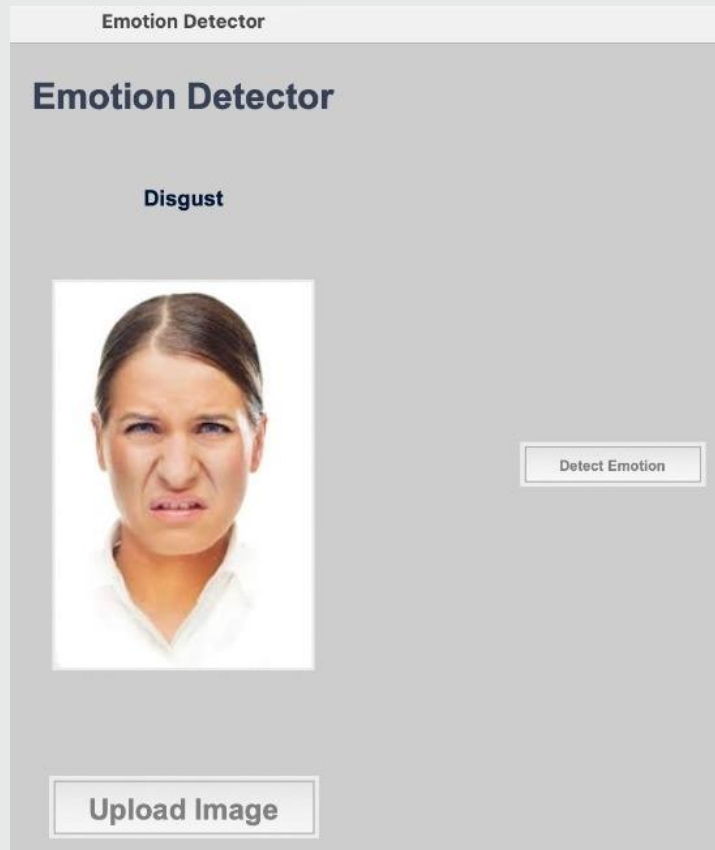 Emotion Detector
Emotion Detector
Disgust
Detect Emotion
Upload Image